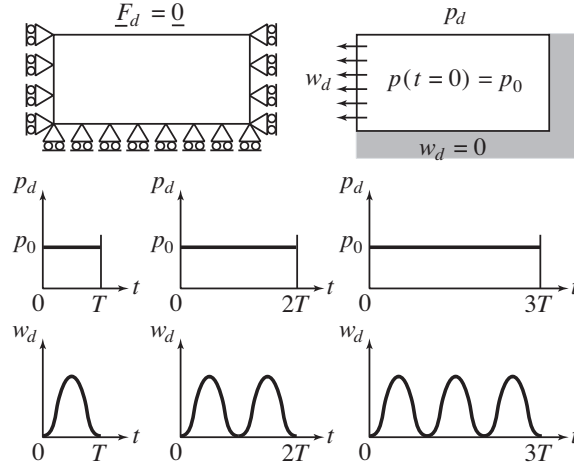 F_d = 0
p_d
w_d
p(t = 0) = p_0
w_d = 0
p_d p_d p_d
p_0 p_0 p_0
0 T t 0 2T t 0 3T t
w_d w_d w_d
0 T t 0 2T t 0 3T t